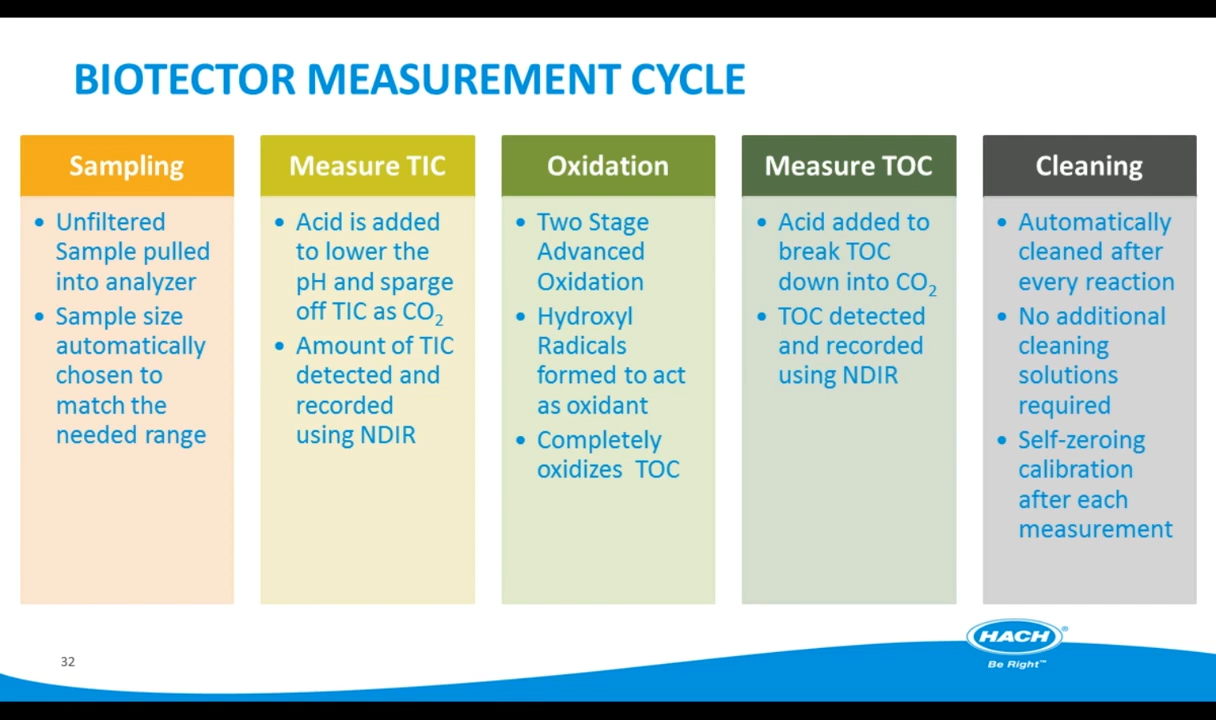 BIOTECTOR MEASUREMENT CYCLE
Sampling
• Unfiltered
Sample pulled
into analyzer
• Sample size
automatically
chosen to
match the
needed range
Measure TIC
• Acid is added
to lower the
pH and sparge
off TIC as CO₂
• Amount of TIC
detected and
recorded
using NDIR
Oxidation
• Two Stage
Advanced
Oxidation
• Hydroxyl
Radicals
formed to act
as oxidant
• Completely
oxidizes TOC
Measure TOC
• Acid added to
break TOC
down into CO₂
• TOC detected
and recorded
using NDIR
Cleaning
• Automatically
cleaned after
every reaction
• No additional
cleaning
solutions
required
• Self-zeroing
calibration
after each
measurement
32
HACH®
Be Right™